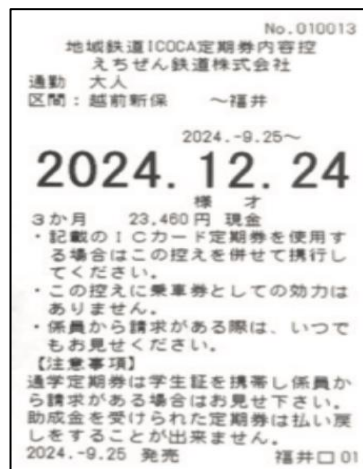 No.010013
地域鉄道ICOCA定期券内容控
えちぜん鉄道株式会社
通勤 大人
区間：越前新保 ～福井
2024.-9.25～
2024.12.24
様 才
3か月 23,460円 現金
・記載のICカード定期券を使用す
る場合はこの控えを併せて携行し
てください。
・この控えに乗車券としての効力は
ありません。
・係員から請求がある際は、いつで
もお見せください。
【注意事項】
通学定期券は学生証を携帯し係員か
ら請求がある場合はお見せ下さい。
助成金を受けられた定期券は払い戻
しをすることが出来ません。
2024.-9.25 発売 福井口01